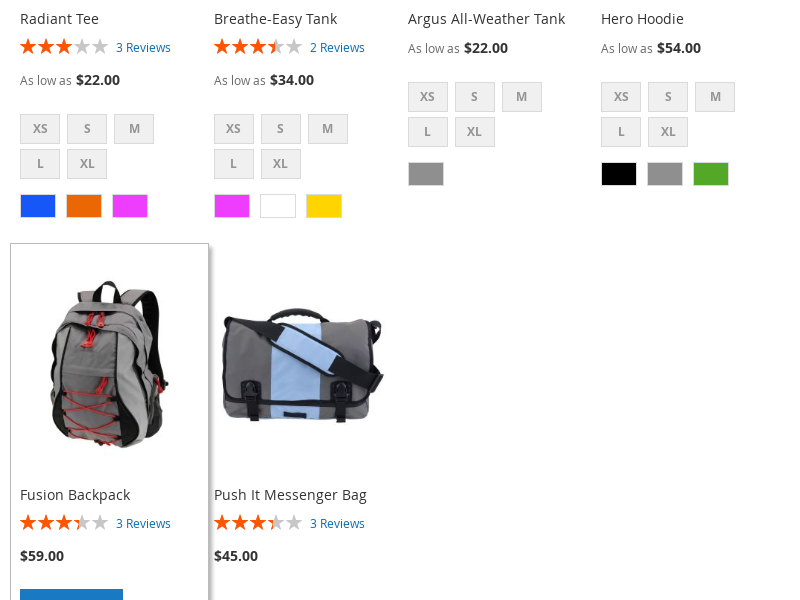 Radiant Tee
3 Reviews
As low as $22.00
XS S M
L XL
Breathe-Easy Tank
2 Reviews
As low as $34.00
XS S M
L XL
Argus All-Weather Tank
As low as $22.00
XS S M
L XL
Hero Hoodie
As low as $54.00
XS S M
L XL
Fusion Backpack
3 Reviews
$59.00
Push It Messenger Bag
3 Reviews
$45.00